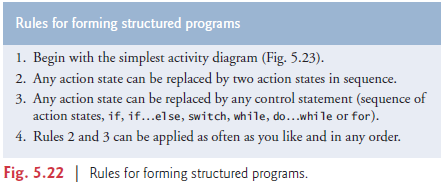 Rules for forming structured programs
1. Begin with the simplest activity diagram (Fig. 5.23).
2. Any action state can be replaced by two action states in sequence.
3. Any action state can be replaced by any control statement (sequence of
action states, if, if...else, switch, while, do...while or for).
4. Rules 2 and 3 can be applied as often as you like and in any order.
Fig. 5.22 | Rules for forming structured programs.